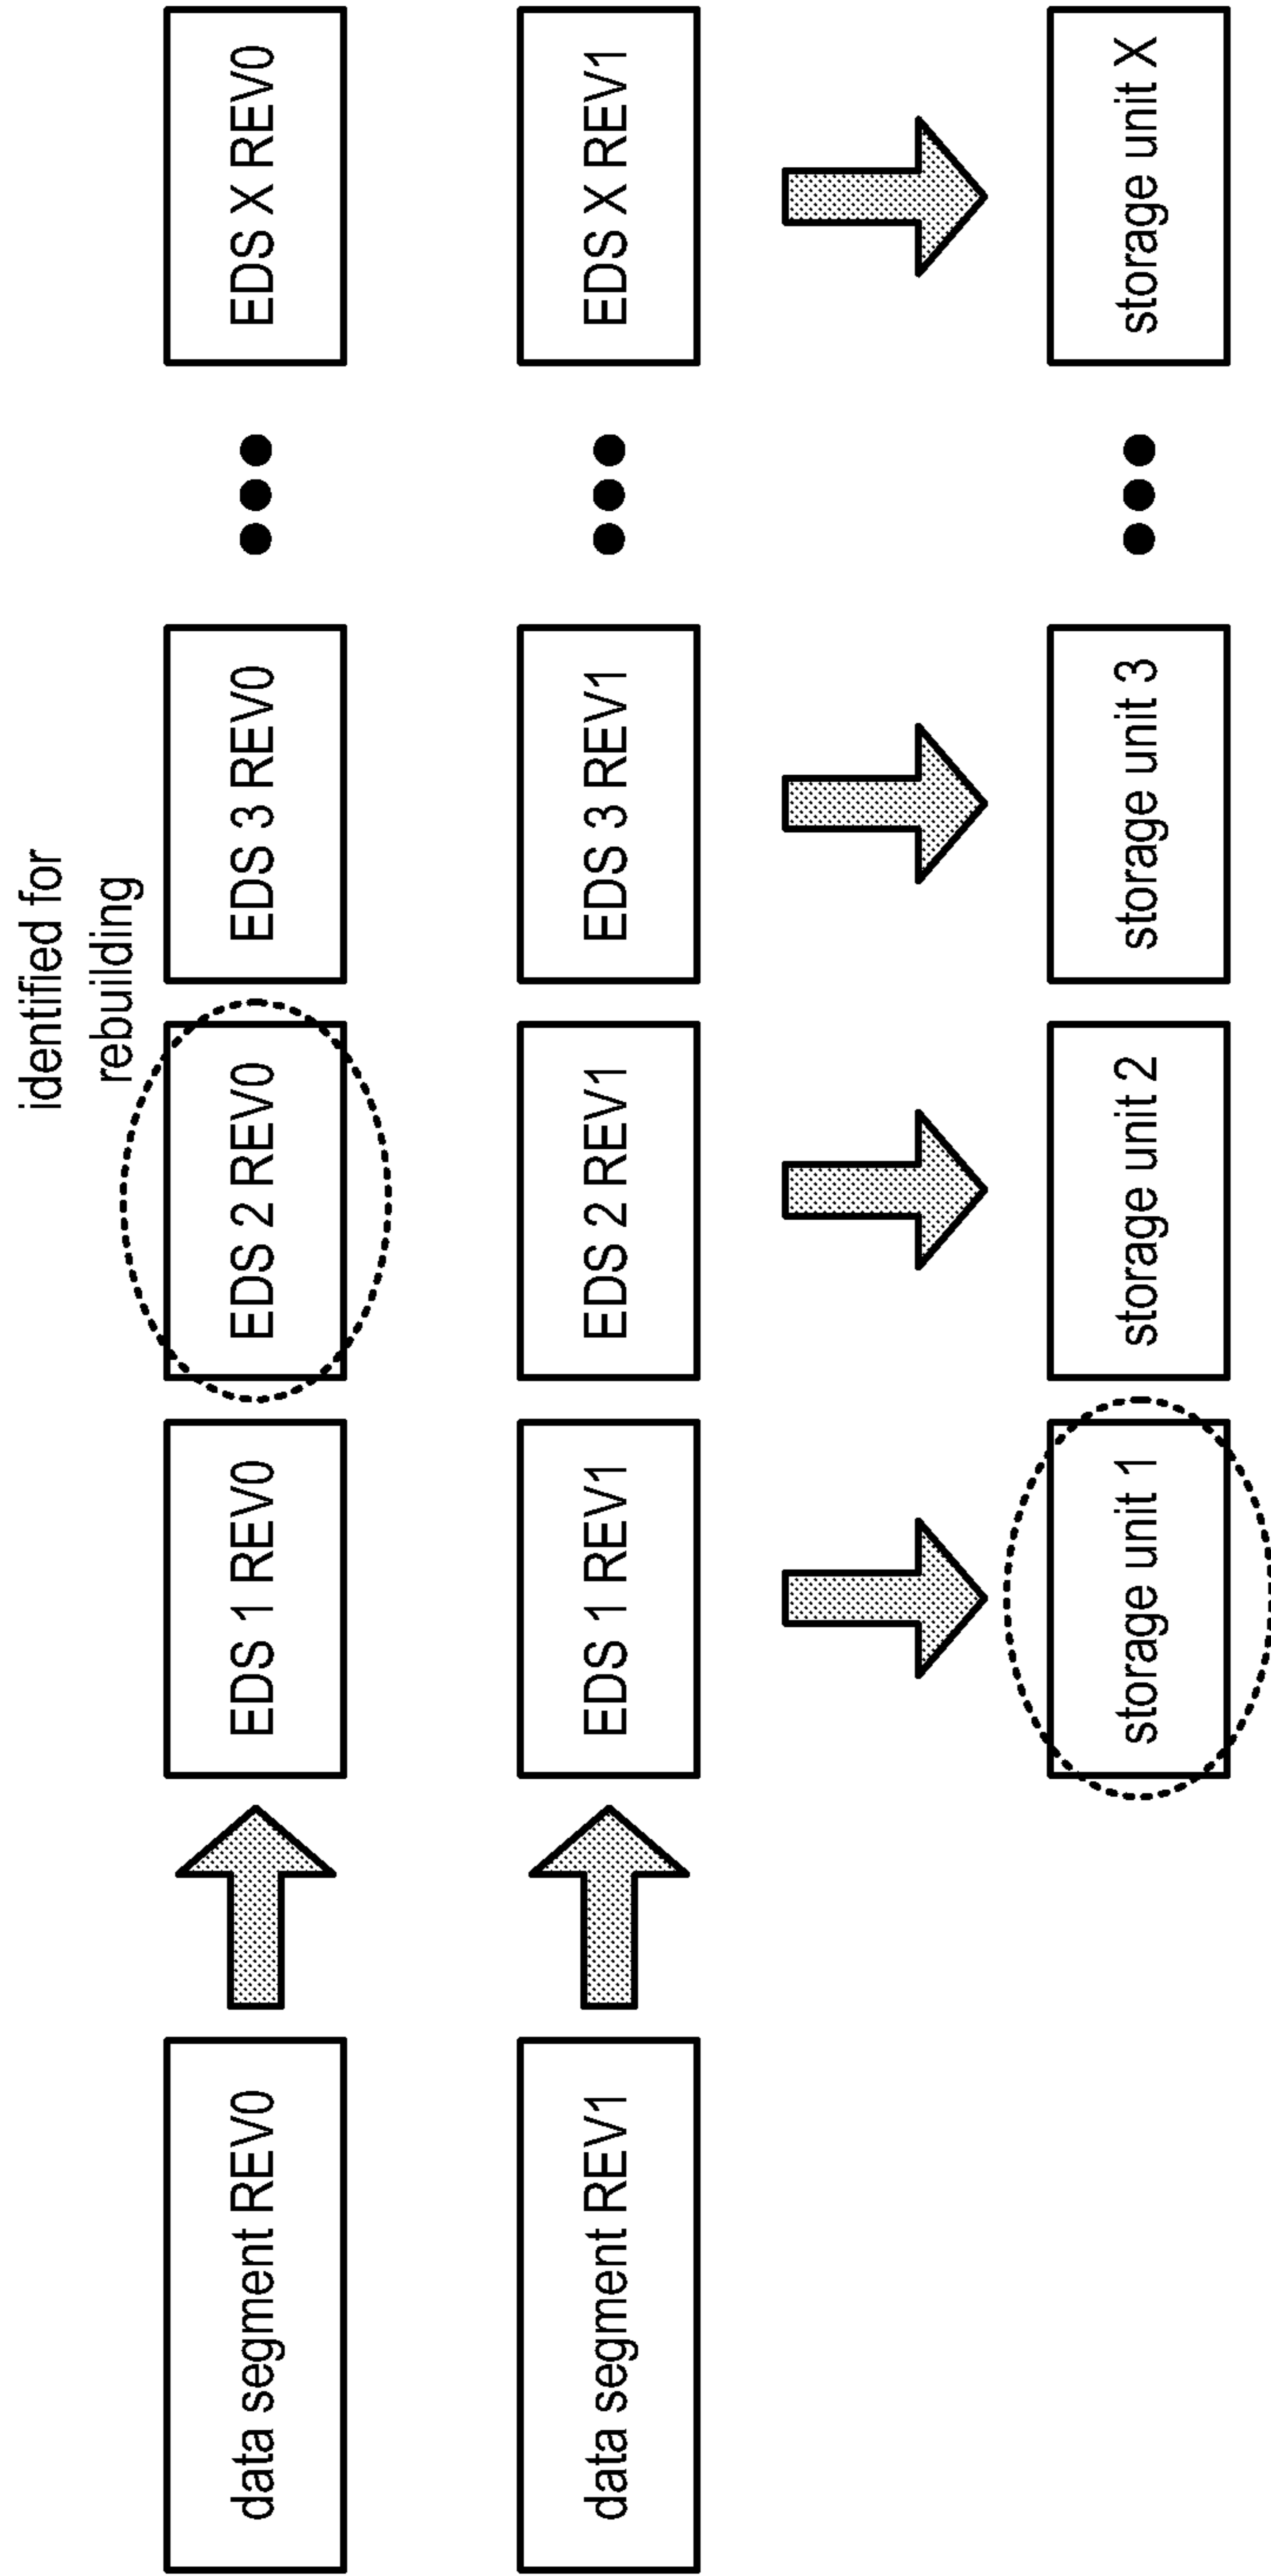 identified for
rebuilding
data segment REV0
EDS 1 REV0
EDS 2 REV0
EDS 3 REV0
EDS X REV0
data segment REV1
EDS 1 REV1
EDS 2 REV1
EDS 3 REV1
EDS X REV1
storage unit 1
storage unit 2
storage unit 3
storage unit X